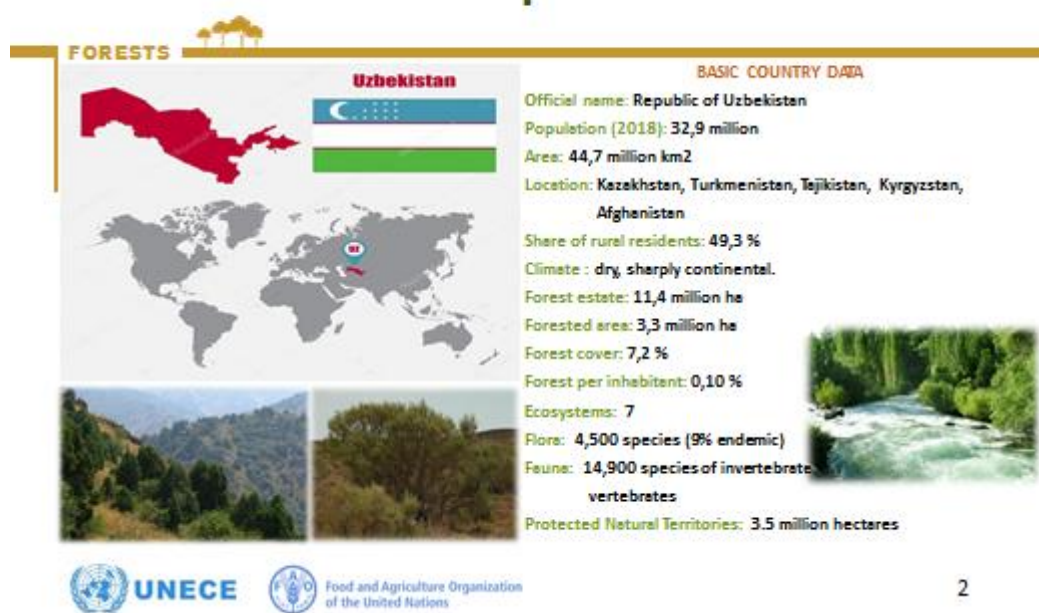 FORESTS
Uzbekistan
BASIC COUNTRY DATA
Official name: Republic of Uzbekistan
Population (2018): 32,9 million
Area: 44,7 million km2
Location: Kazakhstan, Turkmenistan, Tajikistan, Kyrgyzstan,
Afghanistan
Share of rural residents: 49,3 %
Climate : dry, sharply continental.
Forest estate: 11,4 million ha
Forested area: 3,3 million ha
Forest cover: 7,2 %
Forest per inhabitant: 0,10 %
Ecosystems: 7
Flora: 4,500 species (9% endemic)
Fauna: 14,900 species of invertebrate
vertebrates
Protected Natural Territories: 3.5 million hectares
UNECE
FAO
Food and Agriculture Organization
of the United Nations
2